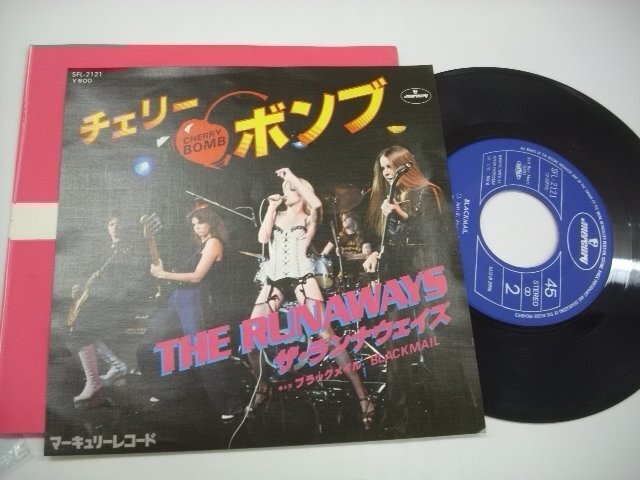 SFL-2121
¥600
チェリー ボンブ
CHERRY
BOMB
mercury
THE RUNAWAYS
ザ・ランナウェイズ
ブラックメイル BLACKMAIL
マーキュリーレコード
SFL-2121
BLACKMAIL
mercury
45
STEREO
2